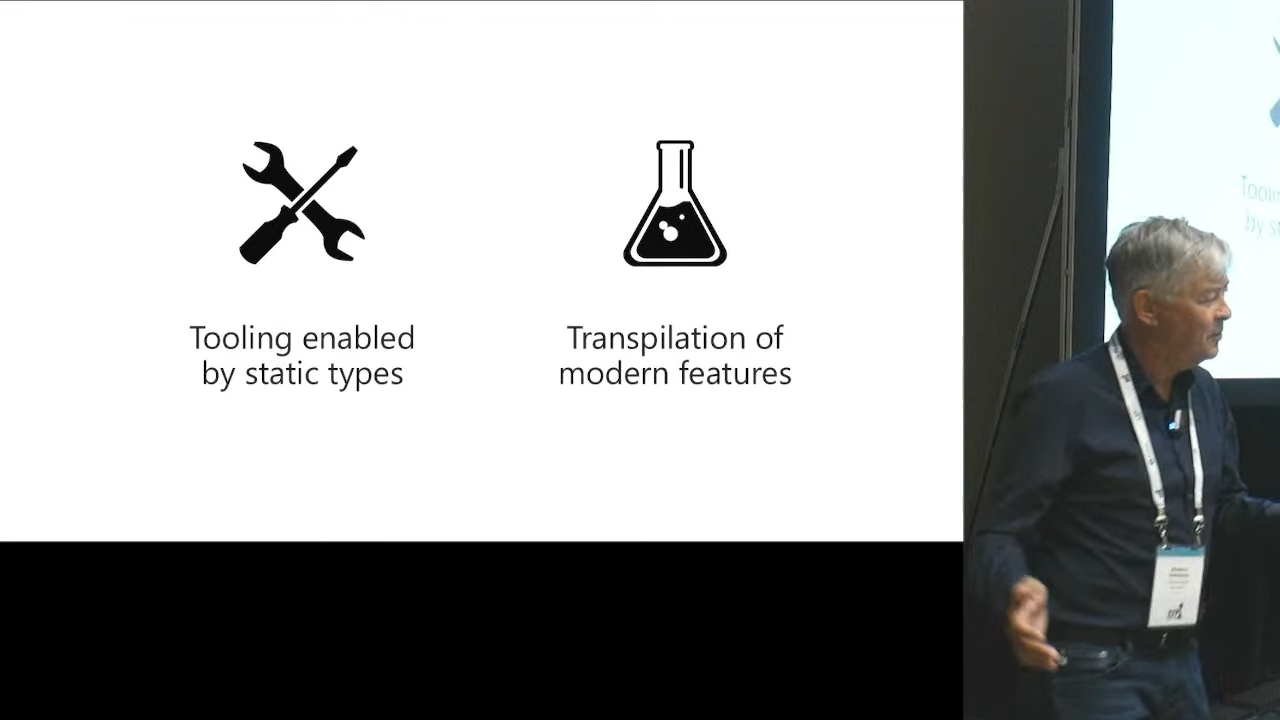 Tooling enabled
by static types
Transpilation of
modern features